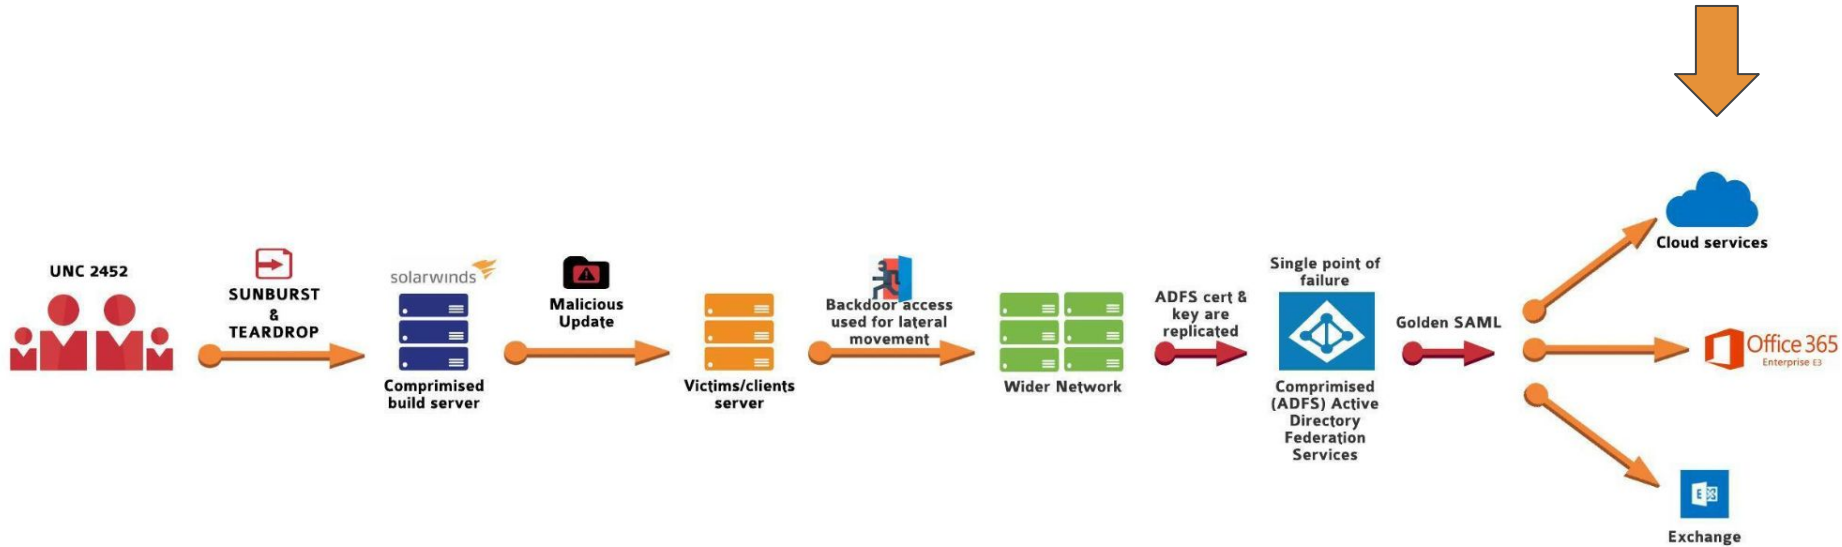 UNC 2452
SUNBURST
&
TEARDROP
solarwinds
Comprimised
build server
Malicious
Update
Victims/clients
server
Backdoor access
used for lateral
movement
Wider Network
ADFS cert &
key are
replicated
Single point of
failure
Comprimised
(ADFS) Active
Directory
Federation
Services
Golden SAML
Cloud services
Office 365
Enterprise E3
E
Exchange